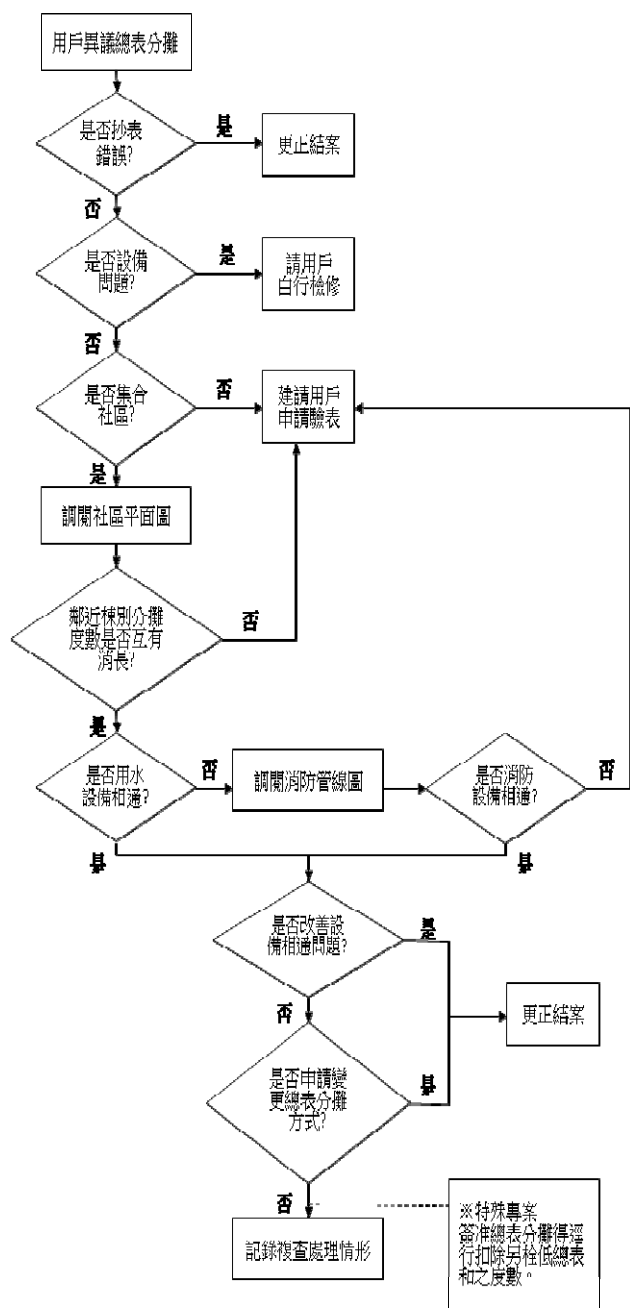 用戶異議總表分攤
是否抄表
錯誤?
是
更正結案
否
是否設備
問題?
是
請用戶
自行檢修
否
是否集合
社區?
否
建請用戶
申請驗表
是
調閱社區平面圖
鄰近棟別分攤
度數是否互有
消長?
否
是
是否用水
設備相通?
否
調閱消防管線圖
是否消防
設備相通?
否
是
是
是否改善設
備相通問題?
是
否
更正結案
是否申請變
更總表分攤
方式?
是
否
記錄複查處理情形
※特殊專案
簽准總表分攤得逕
行扣除另栓低總表
和之度數。